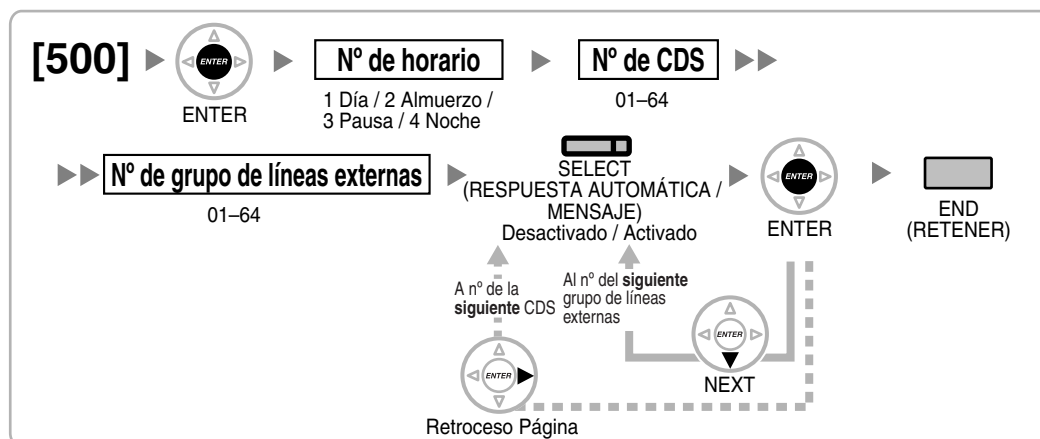 [500]
ENTER
ENTER
Nº de horario
1 Día / 2 Almuerzo /
3 Pausa / 4 Noche
Nº de CDS
01–64
Nº de grupo de líneas externas
01–64
SELECT
(RESPUESTA AUTOMÁTICA /
MENSAJE)
Desactivado / Activado
ENTER
ENTER
END
(RETENER)
A nº de la
siguiente CDS
Al nº del siguiente
grupo de líneas
externas
ENTER
NEXT
ENTER
Retroceso Página